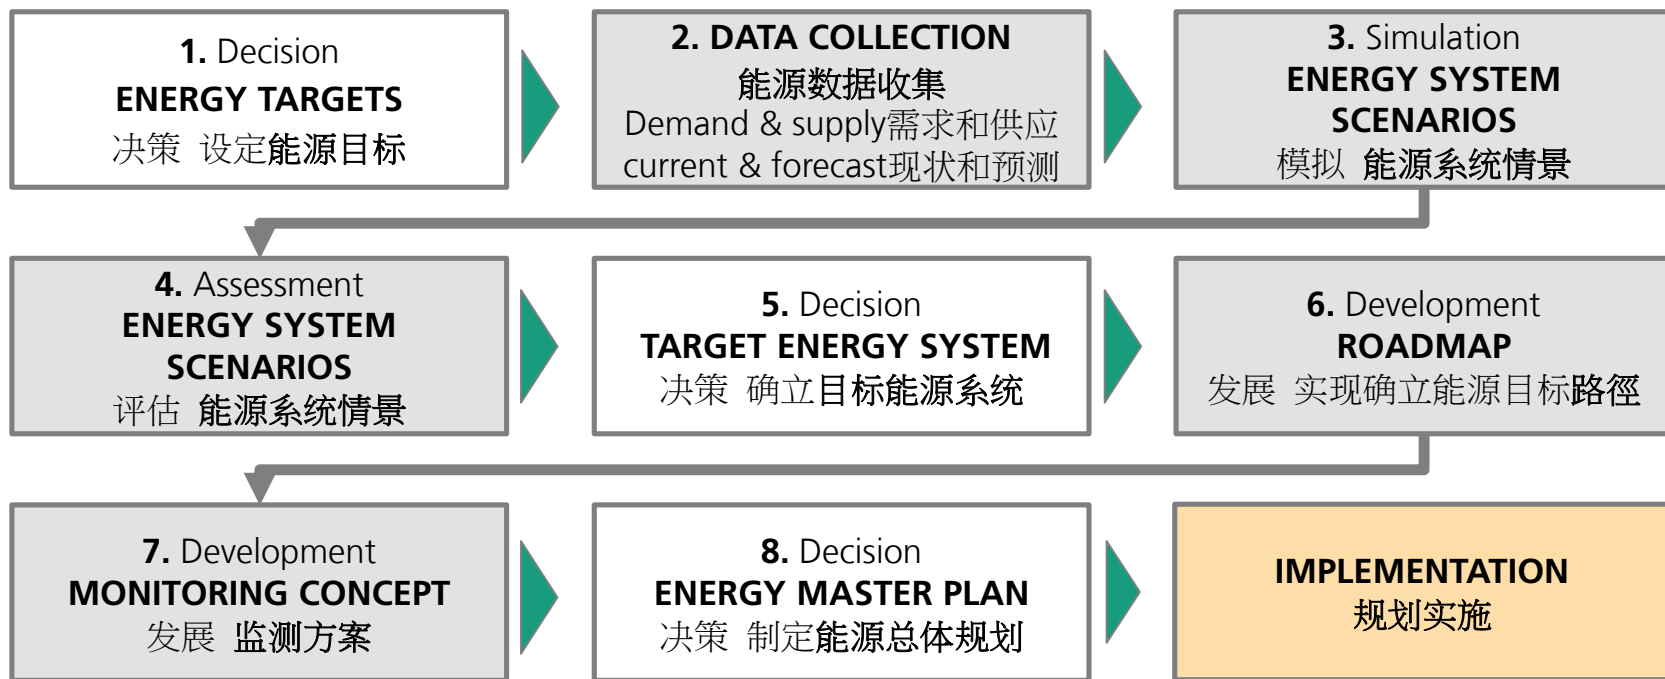 1. Decision
ENERGY TARGETS
决策 设定能源目标
2. DATA COLLECTION
能源数据收集
Demand & supply需求和供应
current & forecast现状和预测
3. Simulation
ENERGY SYSTEM
SCENARIOS
模拟 能源系统情景
4. Assessment
ENERGY SYSTEM
SCENARIOS
评估 能源系统情景
5. Decision
TARGET ENERGY SYSTEM
决策 确立目标能源系统
6. Development
ROADMAP
发展 实现确立能源目标路徑
7. Development
MONITORING CONCEPT
发展 监测方案
8. Decision
ENERGY MASTER PLAN
决策 制定能源总体规划
IMPLEMENTATION
规划实施